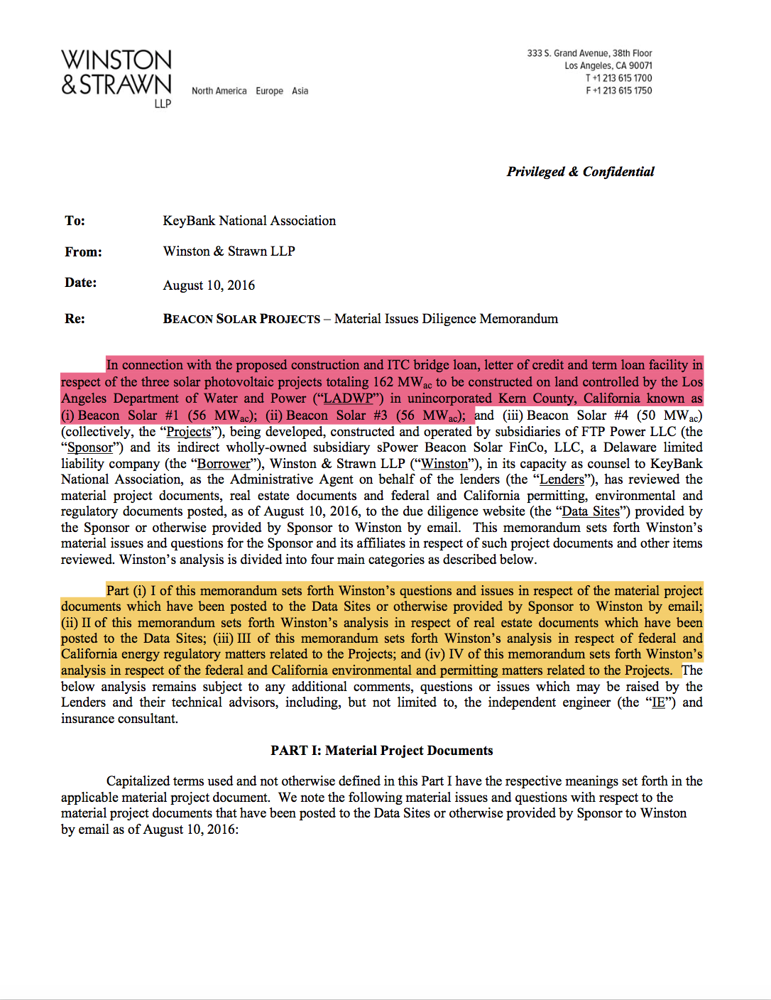 WINSTON
& STRAWN
LLP
North America Europe Asia
333 S. Grand Avenue, 38th Floor
Los Angeles, CA 90071
T +1 213 615 1700
F +1 213 615 1750
Privileged & Confidential
To: KeyBank National Association
From: Winston & Strawn LLP
Date: August 10, 2016
Re: BEACON SOLAR PROJECTS – Material Issues Diligence Memorandum
In connection with the proposed construction and ITC bridge loan, letter of credit and term loan facility in
respect of the three solar photovoltaic projects totaling 162 MWac to be constructed on land controlled by the Los
Angeles Department of Water and Power (“LADWP”) in unincorporated Kern County, California known as
(i) Beacon Solar #1 (56 MWac); (ii) Beacon Solar #3 (56 MWac); and (iii) Beacon Solar #4 (50 MWac)
(collectively, the “Projects”), being developed, constructed and operated by subsidiaries of FTP Power LLC (the
“Sponsor”) and its indirect wholly-owned subsidiary sPower Beacon Solar FinCo, LLC, a Delaware limited
liability company (the “Borrower”), Winston & Strawn LLP (“Winston”), in its capacity as counsel to KeyBank
National Association, as the Administrative Agent on behalf of the lenders (the “Lenders”), has reviewed the
material project documents, real estate documents and federal and California permitting, environmental and
regulatory documents posted, as of August 10, 2016, to the due diligence website (the “Data Sites”) provided by
the Sponsor or otherwise provided by Sponsor to Winston by email. This memorandum sets forth Winston’s
material issues and questions for the Sponsor and its affiliates in respect of such project documents and other items
reviewed. Winston’s analysis is divided into four main categories as described below.
Part (i) I of this memorandum sets forth Winston’s questions and issues in respect of the material project
documents which have been posted to the Data Sites or otherwise provided by Sponsor to Winston by email;
(ii) II of this memorandum sets forth Winston’s analysis in respect of real estate documents which have been
posted to the Data Sites; (iii) III of this memorandum sets forth Winston’s analysis in respect of federal and
California energy regulatory matters related to the Projects; and (iv) IV of this memorandum sets forth Winston’s
analysis in respect of the federal and California environmental and permitting matters related to the Projects. The
below analysis remains subject to any additional comments, questions or issues which may be raised by the
Lenders and their technical advisors, including, but not limited to, the independent engineer (the “IE”) and
insurance consultant.
PART I: Material Project Documents
Capitalized terms used and not otherwise defined in this Part I have the respective meanings set forth in the
applicable material project document. We note the following material issues and questions with respect to the
material project documents that have been posted to the Data Sites or otherwise provided by Sponsor to Winston
by email as of August 10, 2016: